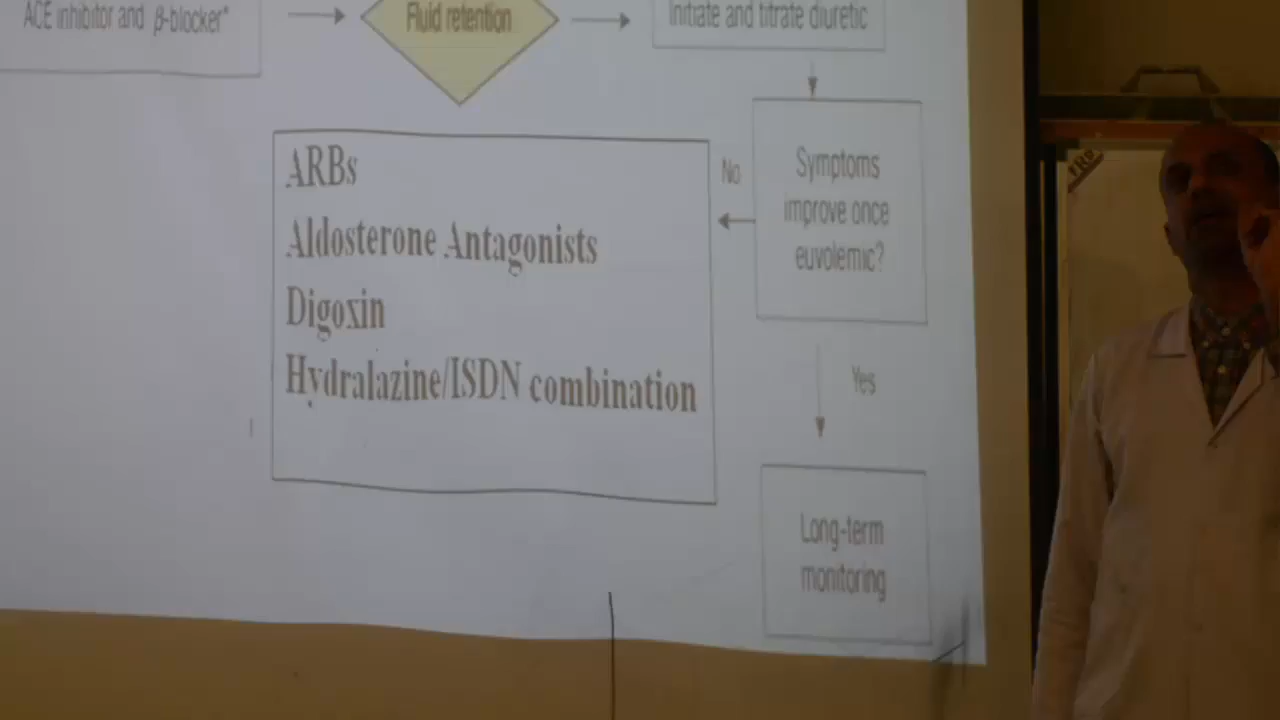 ACE inhibitor and β-blocker*
Fluid retention
Initiate and titrate diuretic
ARBs
Aldosterone Antagonists
Digoxin
Hydralazine/ISDN combination
No
Symptoms
improve once
euvolemic?
Yes
Long-term
monitoring